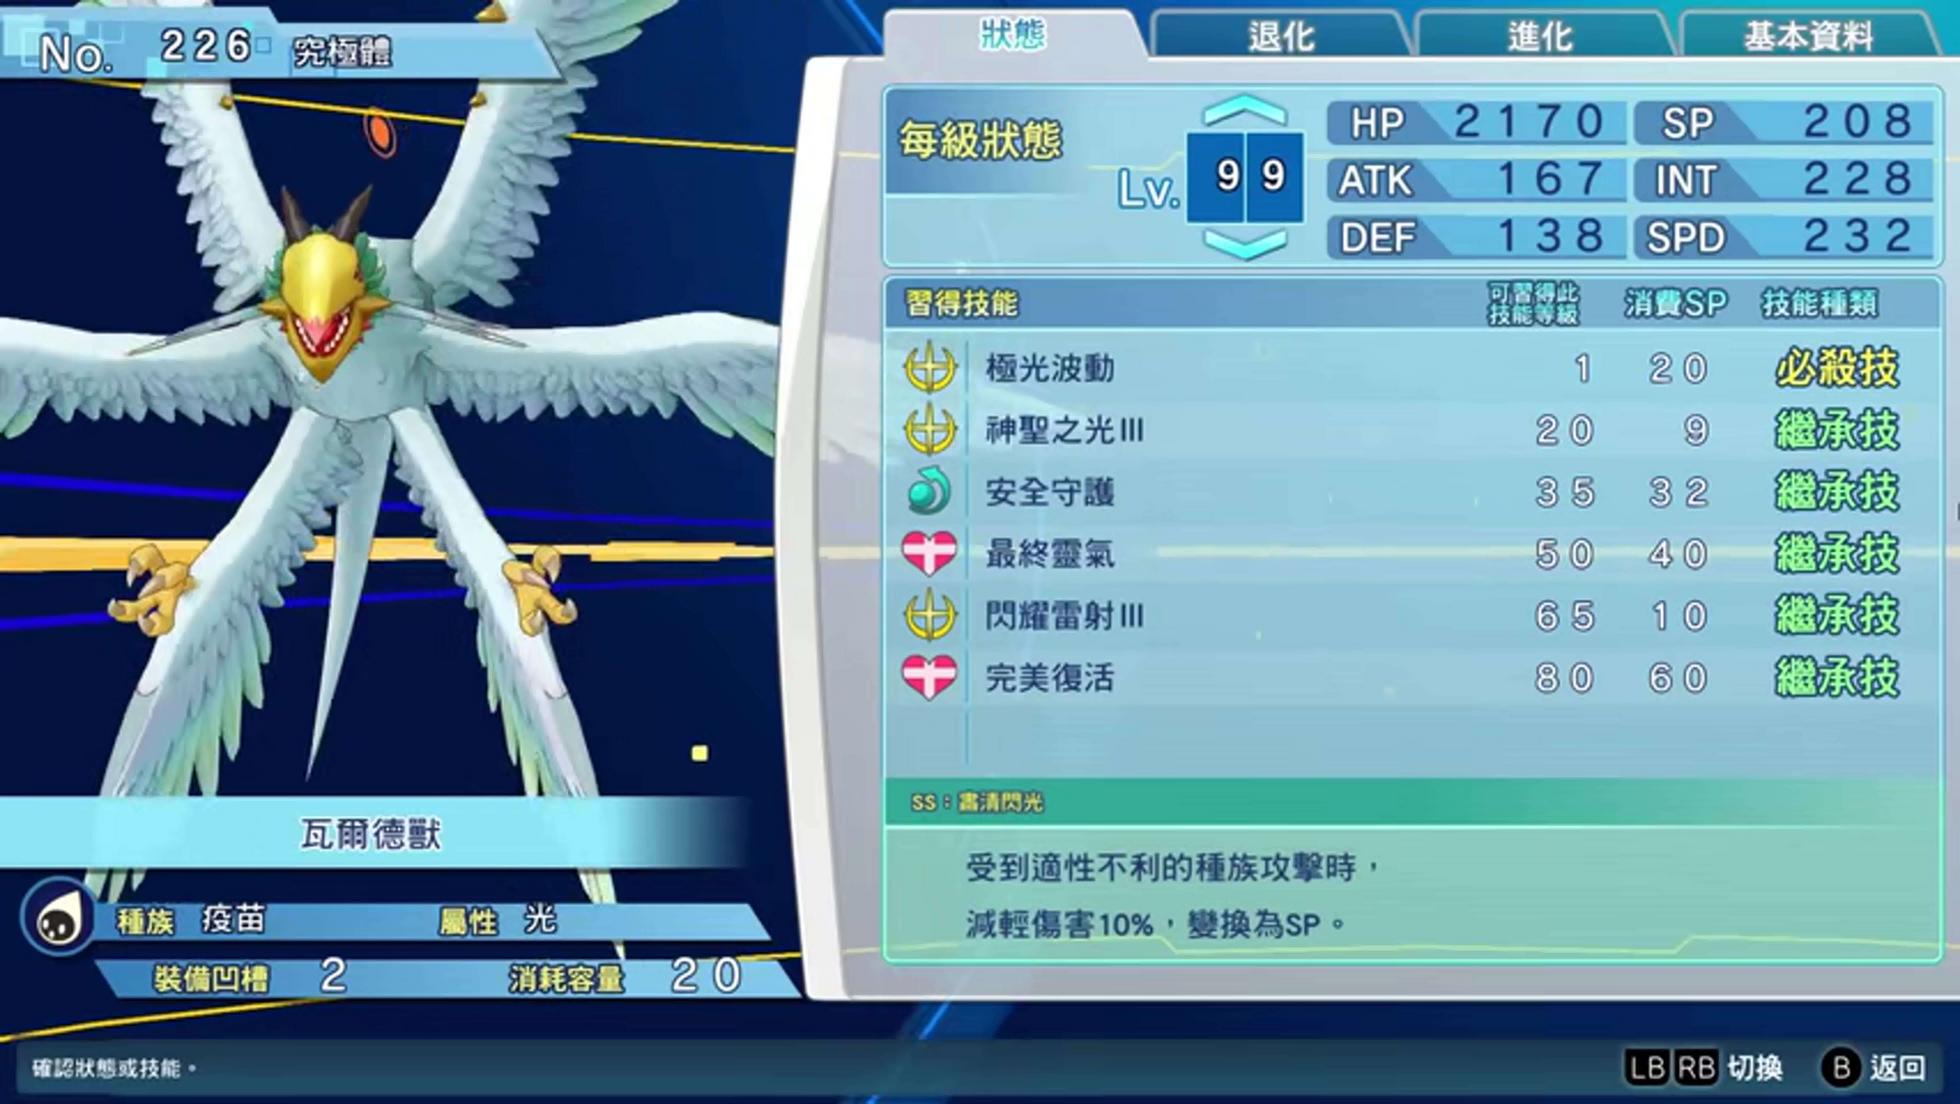 No. 226 究極體
狀態
退化
進化
基本資料
每級狀態
Lv. 99
HP 2170 SP 208
ATK 167 INT 228
DEF 138 SPD 232
習得技能 可習得此技能等級 消費SP 技能種類
極光波動 1 20 必殺技
神聖之光III 20 9 繼承技
安全守護 35 32 繼承技
最終靈氣 50 40 繼承技
閃耀雷射III 65 10 繼承技
完美復活 80 60 繼承技
SS：肅清閃光
受到適性不利的種族攻擊時，
減輕傷害10%，變換為SP。
瓦爾德獸
種族 疫苗 屬性 光
裝備凹槽 2 消耗容量 20
確認狀態或技能。
LB RB 切換 B 返回